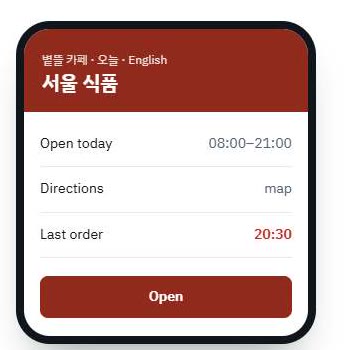 볕뜰 카페 · 오늘 · English
서울 식품
Open today 08:00–21:00
Directions map
Last order 20:30
Open